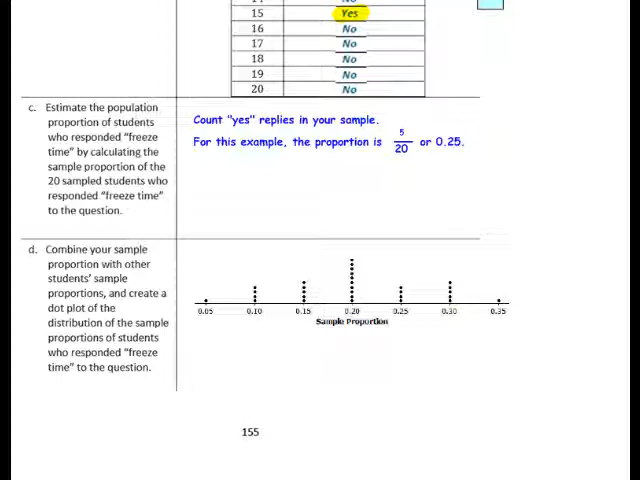 15 Yes
16 No
17 No
18 No
19 No
20 No
c. Estimate the population
proportion of students
who responded “freeze
time” by calculating the
sample proportion of the
20 sampled students who
responded “freeze time”
to the question.
Count "yes" replies in your sample.
For this example, the proportion is 5/20 or 0.25.
d. Combine your sample
proportion with other
students’ sample
proportions, and create a
dot plot of the
distribution of the sample
proportions of students
who responded “freeze
time” to the question.
0.05 0.10 0.15 0.20 0.25 0.30 0.35
Sample Proportion
155